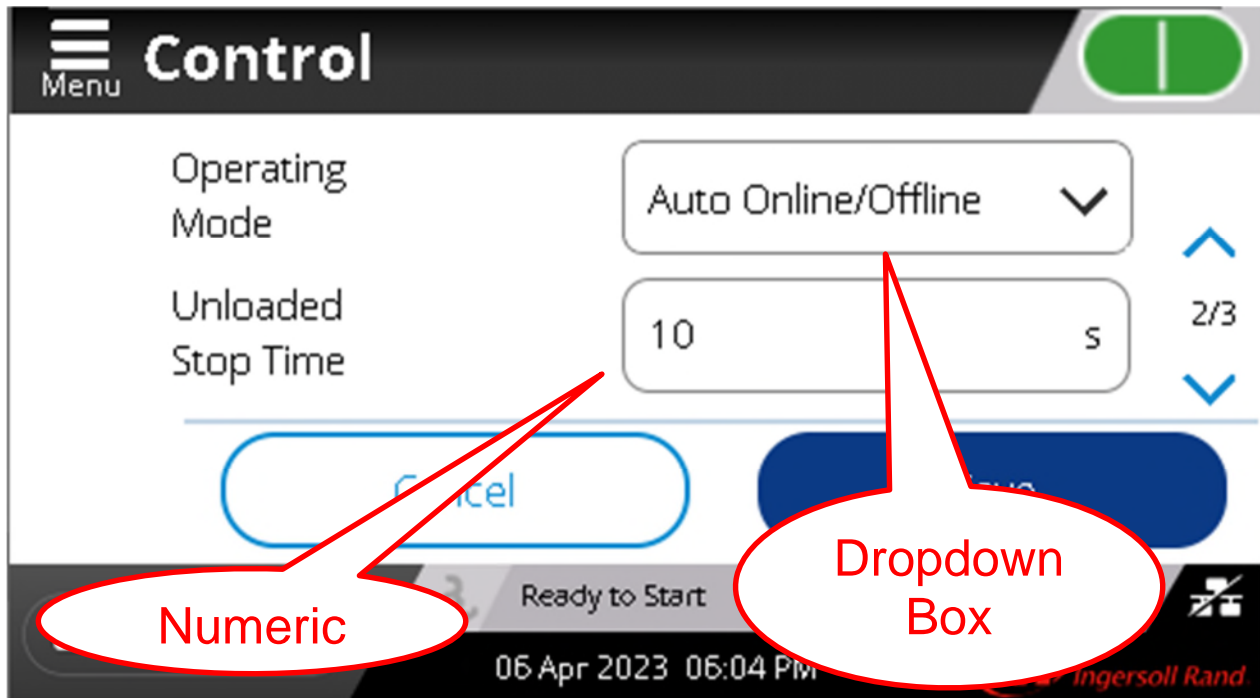 Menu
Control
Operating
Mode
Auto Online/Offline
Unloaded
Stop Time
10 s
2/3
Numeric
Dropdown
Box
Ready to Start
06 Apr 2023 06:04 PM
Ingersoll Rand